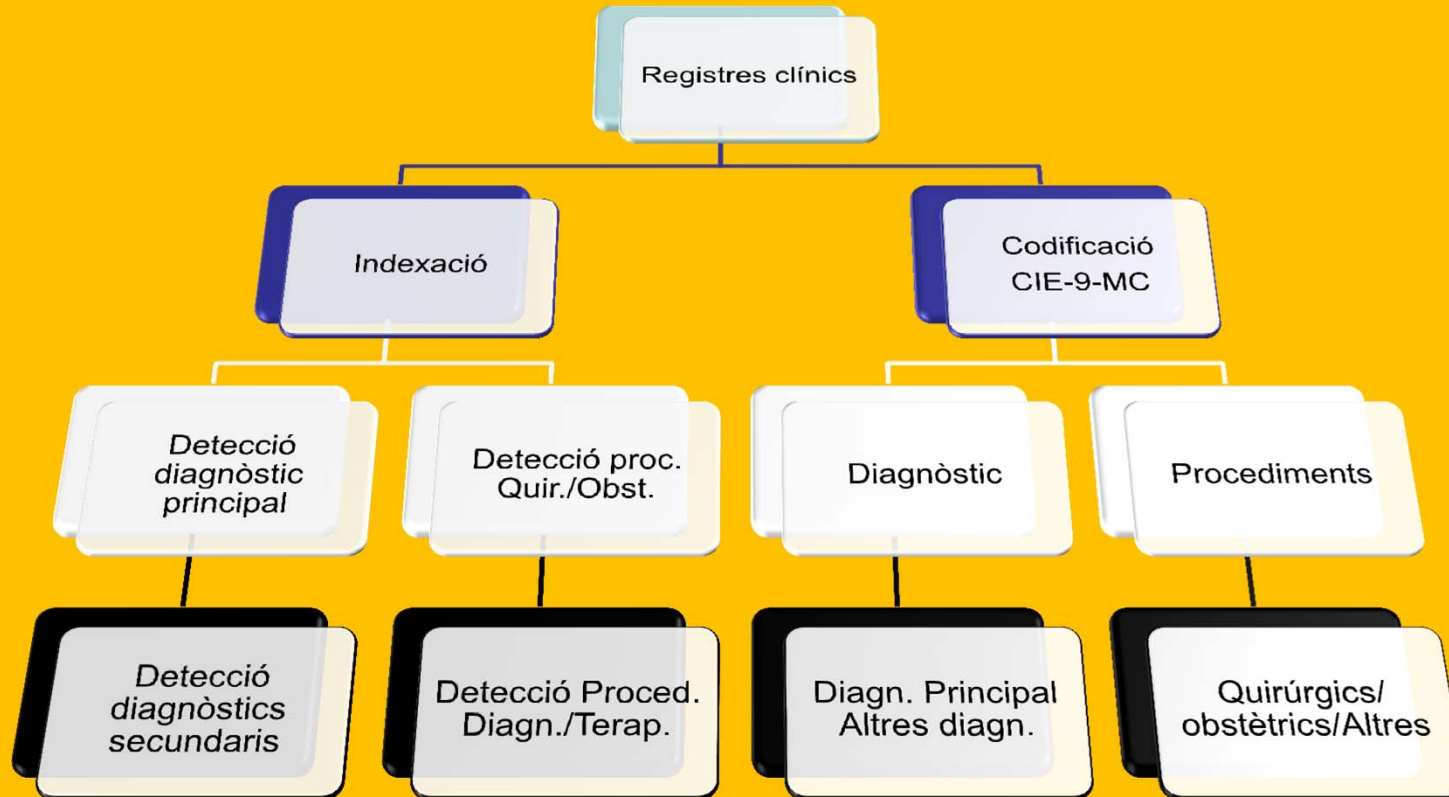 Registres clínics
Indexació
Codificació
CIE-9-MC
Detecció
diagnòstic
principal
Detecció proc.
Quir./Obst.
Diagnòstic
Procediments
Detecció
diagnòstics
secundaris
Detecció Proced.
Diagn./Terap.
Diagn. Principal
Altres diagn.
Quirúrgics/
obstètrics/Altres